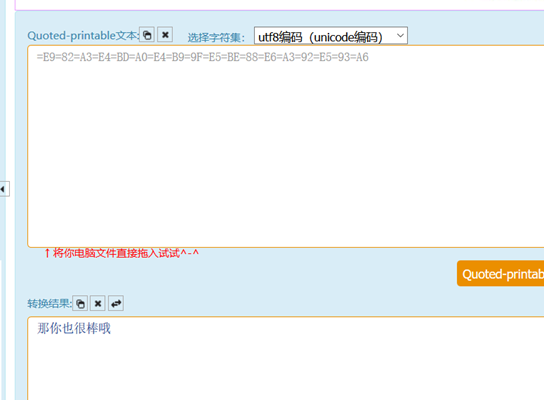 Quoted-printable文本: 选择字符集： utf8编码（unicode编码）
=E9=82=A3=E4=BD=A0=E4=B9=9F=E5=BE=88=E6=A3=92=E5=93=A6
↑将你电脑文件直接拖入试试^-^
Quoted-printab
转换结果:
那你也很棒哦